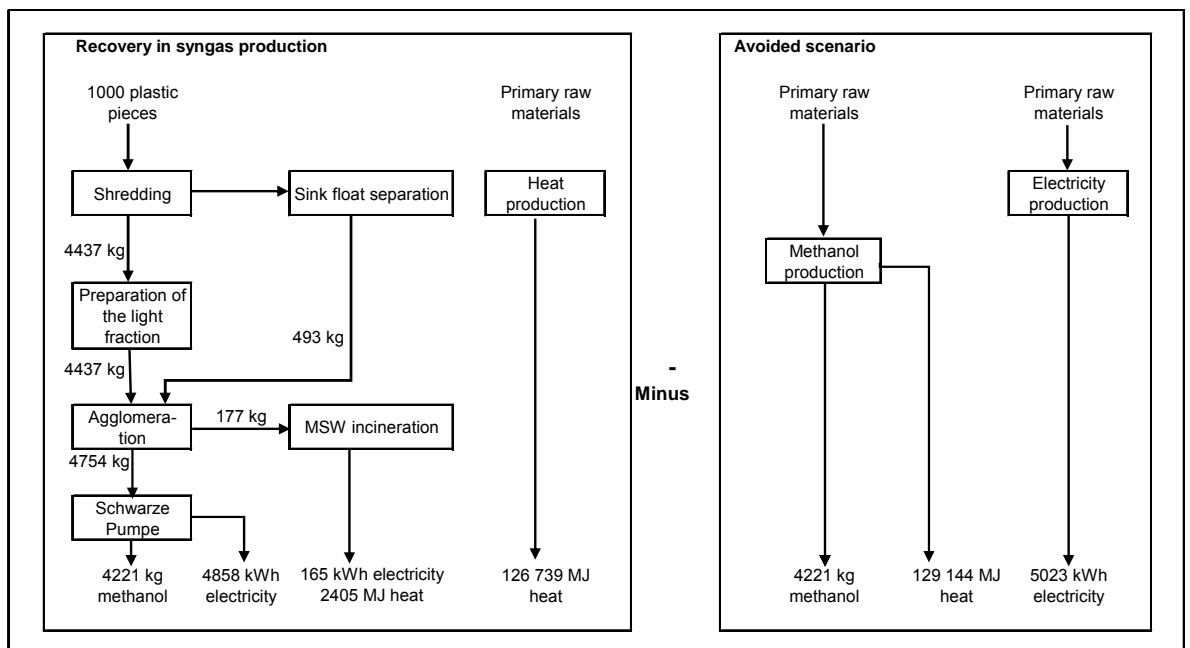 Recovery in syngas production
1000 plastic
pieces
Primary raw
materials
Shredding
Sink float separation
Heat
production
4437 kg
Preparation of
the light
fraction
493 kg
4437 kg
Agglomera-
tion
177 kg
MSW incineration
4754 kg
Schwarze
Pumpe
4221 kg
methanol
4858 kWh
electricity
165 kWh electricity
2405 MJ heat
126 739 MJ
heat
-
Minus
Avoided scenario
Primary raw
materials
Primary raw
materials
Electricity
production
Methanol
production
4221 kg
methanol
129 144 MJ
heat
5023 kWh
electricity